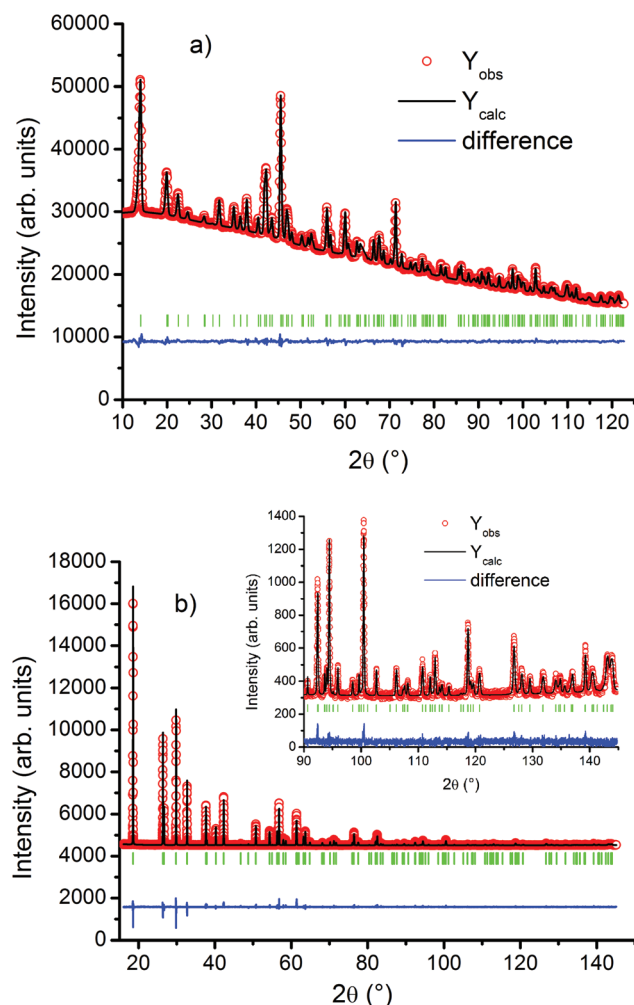 60000
50000
40000
30000
20000
10000
0
Intensity (arb. units)
a)
Yobs
Ycalc
difference
10 20 30 40 50 60 70 80 90 100 110 120
2θ (°)
18000
16000
14000
12000
10000
8000
6000
4000
2000
0
Intensity (arb. units)
b)
1400
1200
1000
800
600
400
200
0
Intensity (arb. units)
Yobs
Ycalc
difference
90 100 110 120 130 140
2θ (°)
20 40 60 80 100 120 140
2θ (°)